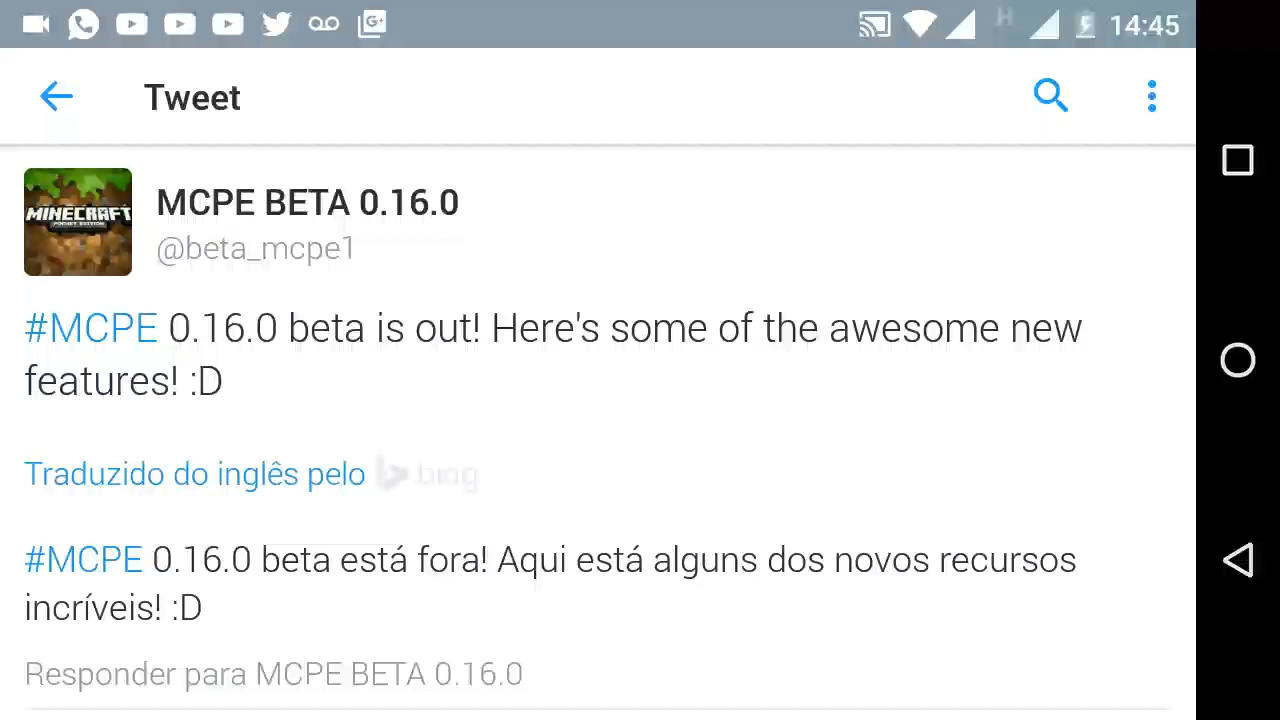 14:45
Tweet
MINECRAFT
POCKET EDITION
MCPE BETA 0.16.0
@beta_mcpe1
#MCPE 0.16.0 beta is out! Here's some of the awesome new
features! :D
Traduzido do inglês pelo bing
#MCPE 0.16.0 beta está fora! Aqui está alguns dos novos recursos
incríveis! :D
Responder para MCPE BETA 0.16.0